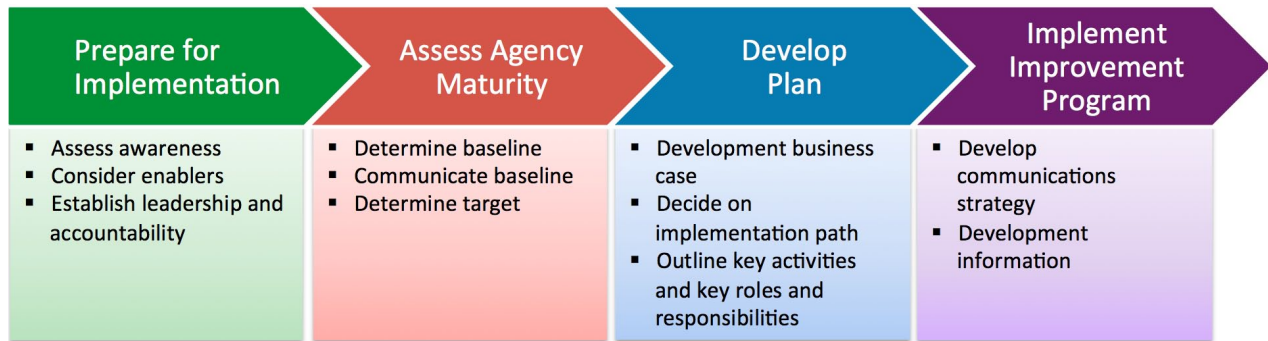 Prepare for
Implementation
▪ Assess awareness
▪ Consider enablers
▪ Establish leadership and
accountability
Assess Agency
Maturity
▪ Determine baseline
▪ Communicate baseline
▪ Determine target
Develop
Plan
▪ Development business
case
▪ Decide on
implementation path
▪ Outline key activities
and key roles and
responsibilities
Implement
Improvement
Program
▪ Develop
communications
strategy
▪ Development
information